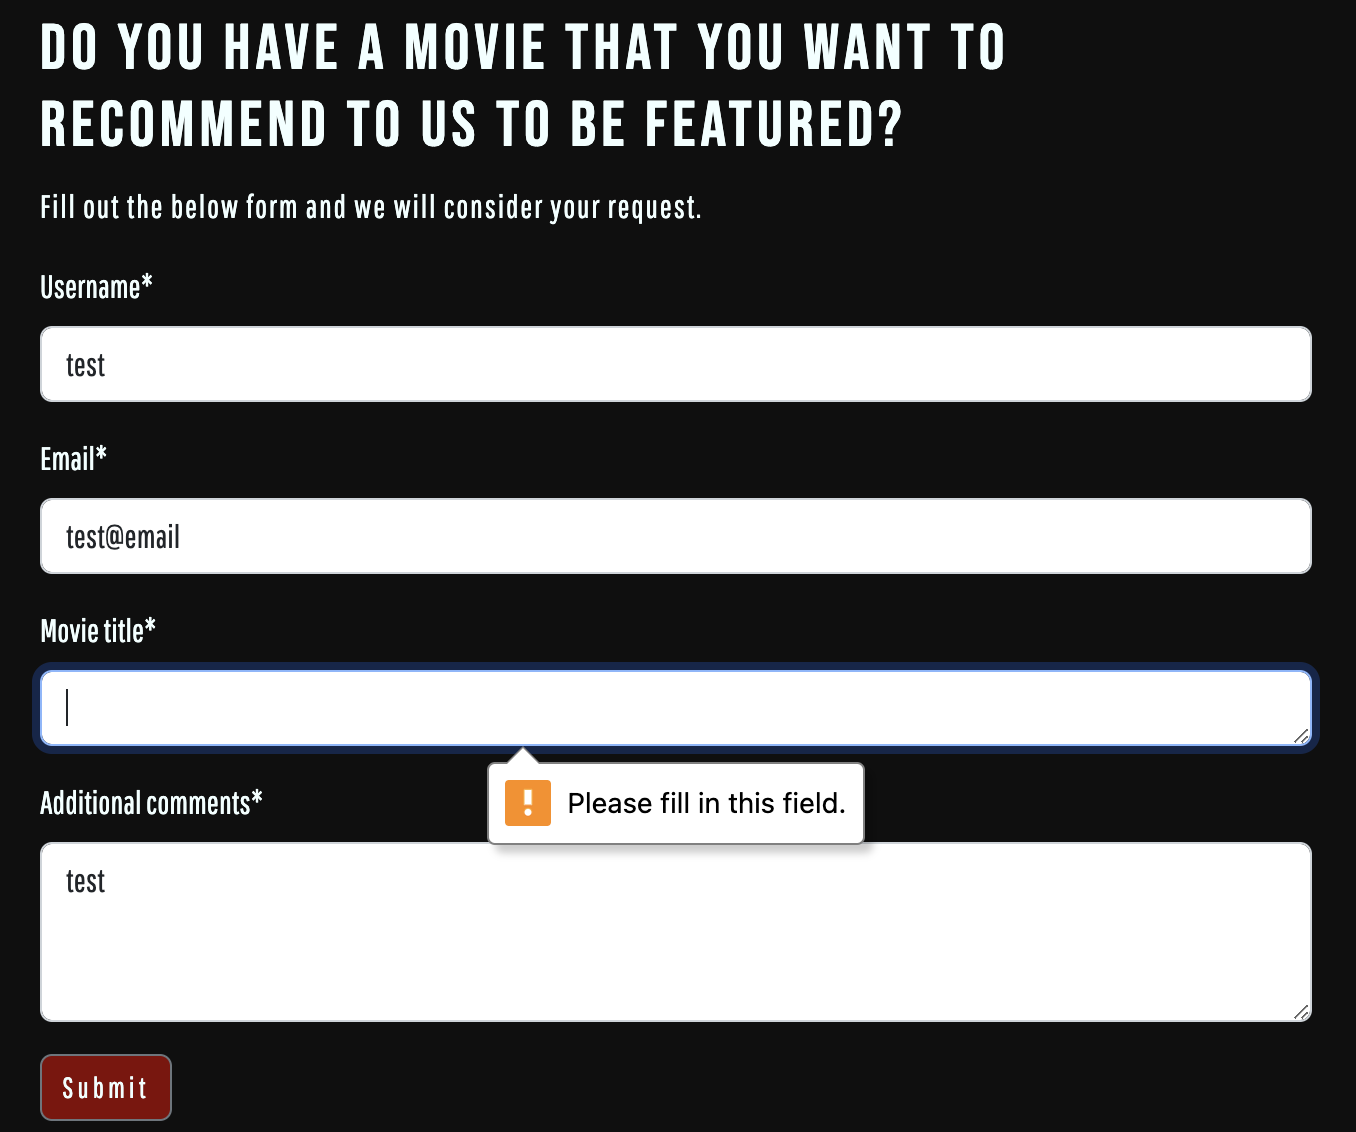 DO YOU HAVE A MOVIE THAT YOU WANT TO
RECOMMEND TO US TO BE FEATURED?
Fill out the below form and we will consider your request.
Username*
test
Email*
test@email
Movie title*
Please fill in this field.
Additional comments*
test
Submit